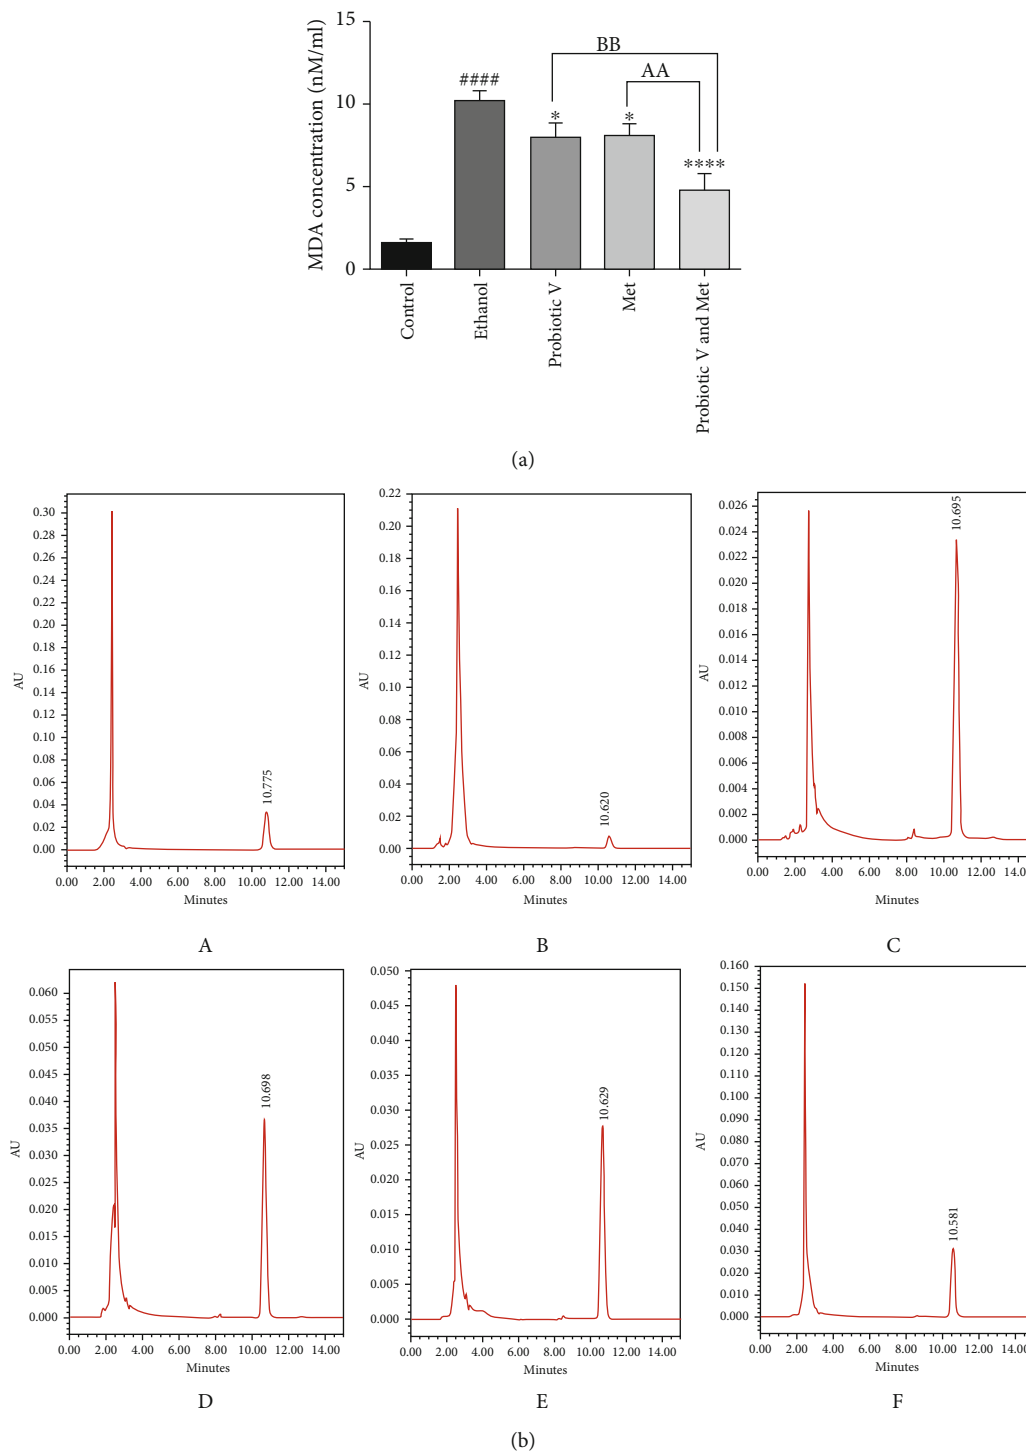 15
10
5
0
MDA concentration (nM/ml)
####
*
*
****
BB
AA
Control
Ethanol
Probiotic V
Met
Probiotic V and Met
(a)
0.30
0.28
0.26
0.24
0.22
0.20
0.18
0.16
0.14
0.12
0.10
0.08
0.06
0.04
0.02
0.00
AU
10.775
0.00 2.00 4.00 6.00 8.00 10.00 12.00 14.00
Minutes
A
0.22
0.20
0.18
0.16
0.14
0.12
0.10
0.08
0.06
0.04
0.02
0.00
AU
10.620
0.00 2.00 4.00 6.00 8.00 10.00 12.00 14.00
Minutes
B
0.026
0.024
0.022
0.020
0.018
0.016
0.014
0.012
0.010
0.008
0.006
0.004
0.002
0.000
AU
10.695
0.00 2.00 4.00 6.00 8.00 10.00 12.00 14.00
Minutes
C
0.060
0.055
0.050
0.045
0.040
0.035
0.030
0.025
0.020
0.015
0.010
0.005
0.000
AU
10.698
0.00 2.00 4.00 6.00 8.00 10.00 12.00 14.00
Minutes
D
0.050
0.045
0.040
0.035
0.030
0.025
0.020
0.015
0.010
0.005
0.000
AU
10.629
0.00 2.00 4.00 6.00 8.00 10.00 12.00 14.00
Minutes
E
0.160
0.150
0.140
0.130
0.120
0.110
0.100
0.090
0.080
0.070
0.060
0.050
0.040
0.030
0.020
0.010
0.000
AU
10.581
0.00 2.00 4.00 6.00 8.00 10.00 12.00 14.00
Minutes
F
(b)